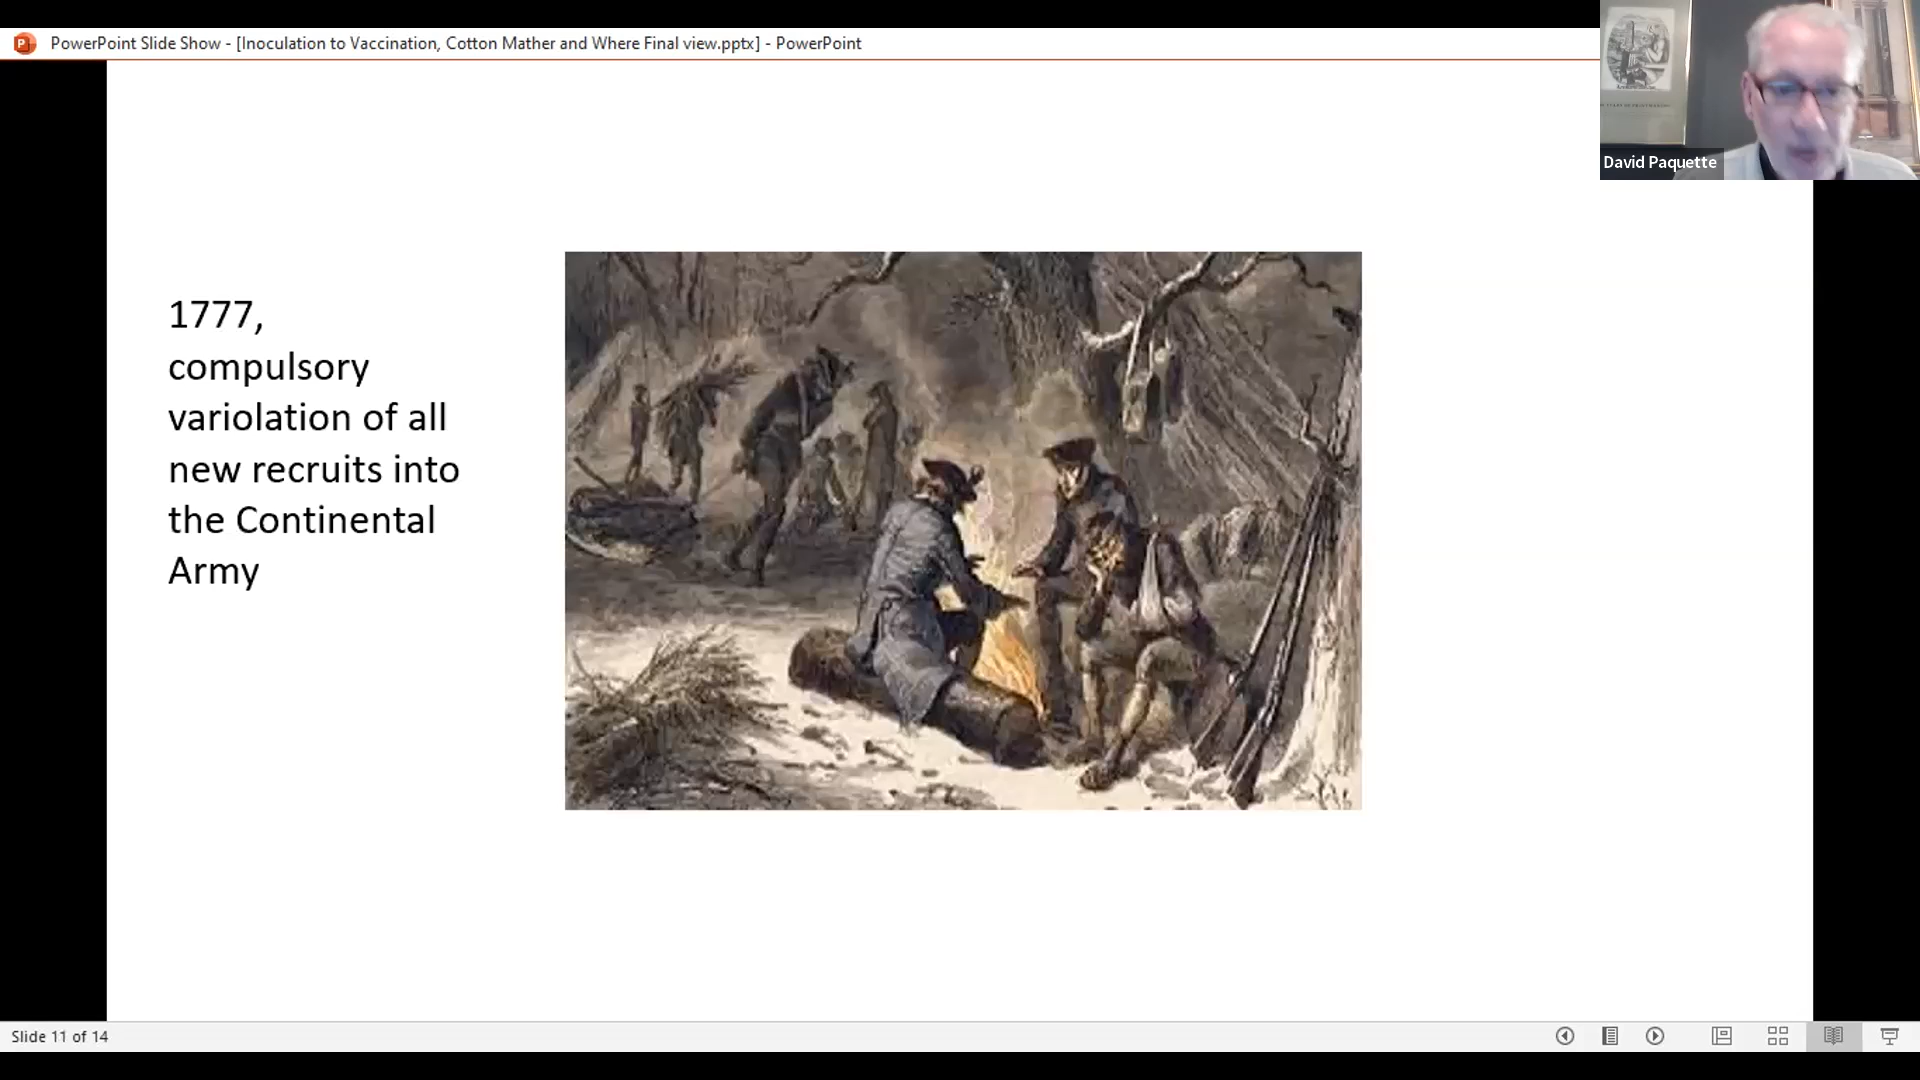 PowerPoint Slide Show - [Inoculation to Vaccination, Cotton Mather and Where Final view.pptx] - PowerPoint
David Paquette
1777,
compulsory
variolation of all
new recruits into
the Continental
Army
Slide 11 of 14